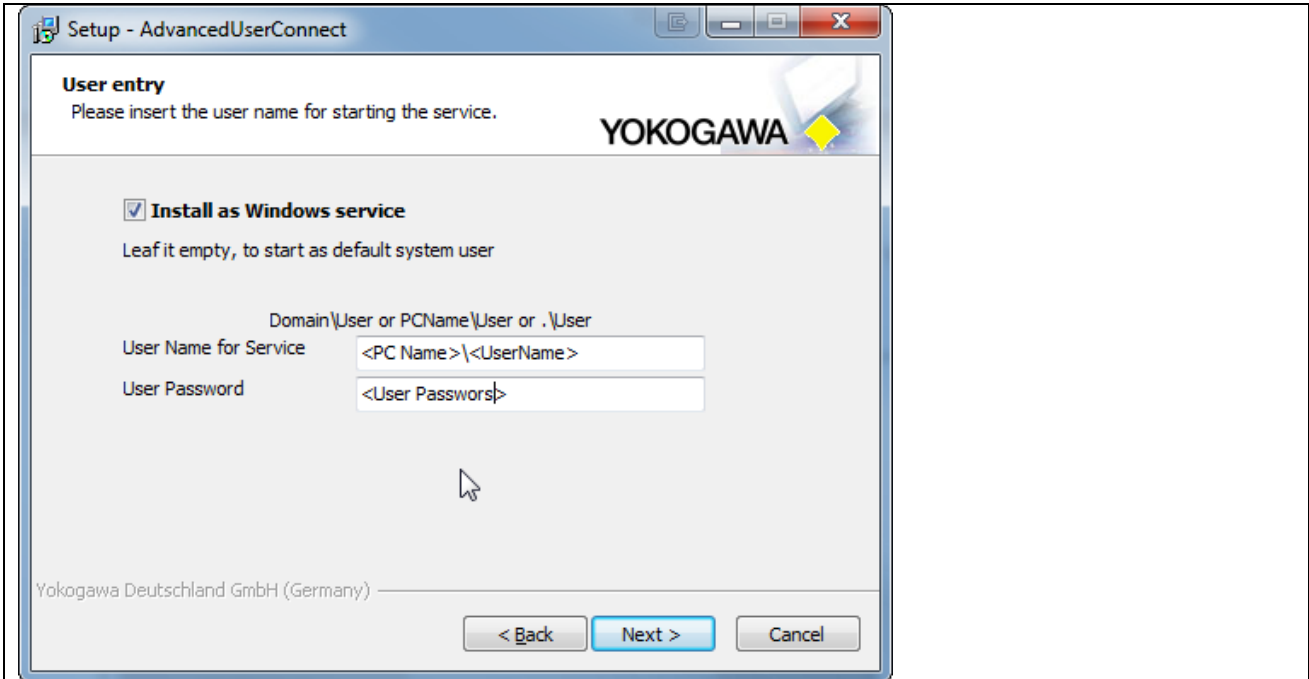 Setup - AdvancedUserConnect
User entry
Please insert the user name for starting the service.
YOKOGAWA
Install as Windows service
Leaf it empty, to start as default system user
Domain\User or PCName\User or .\User
User Name for Service <PC Name>\<UserName>
User Password <User Passwors>
Yokogawa Deutschland GmbH (Germany)
< Back Next > Cancel